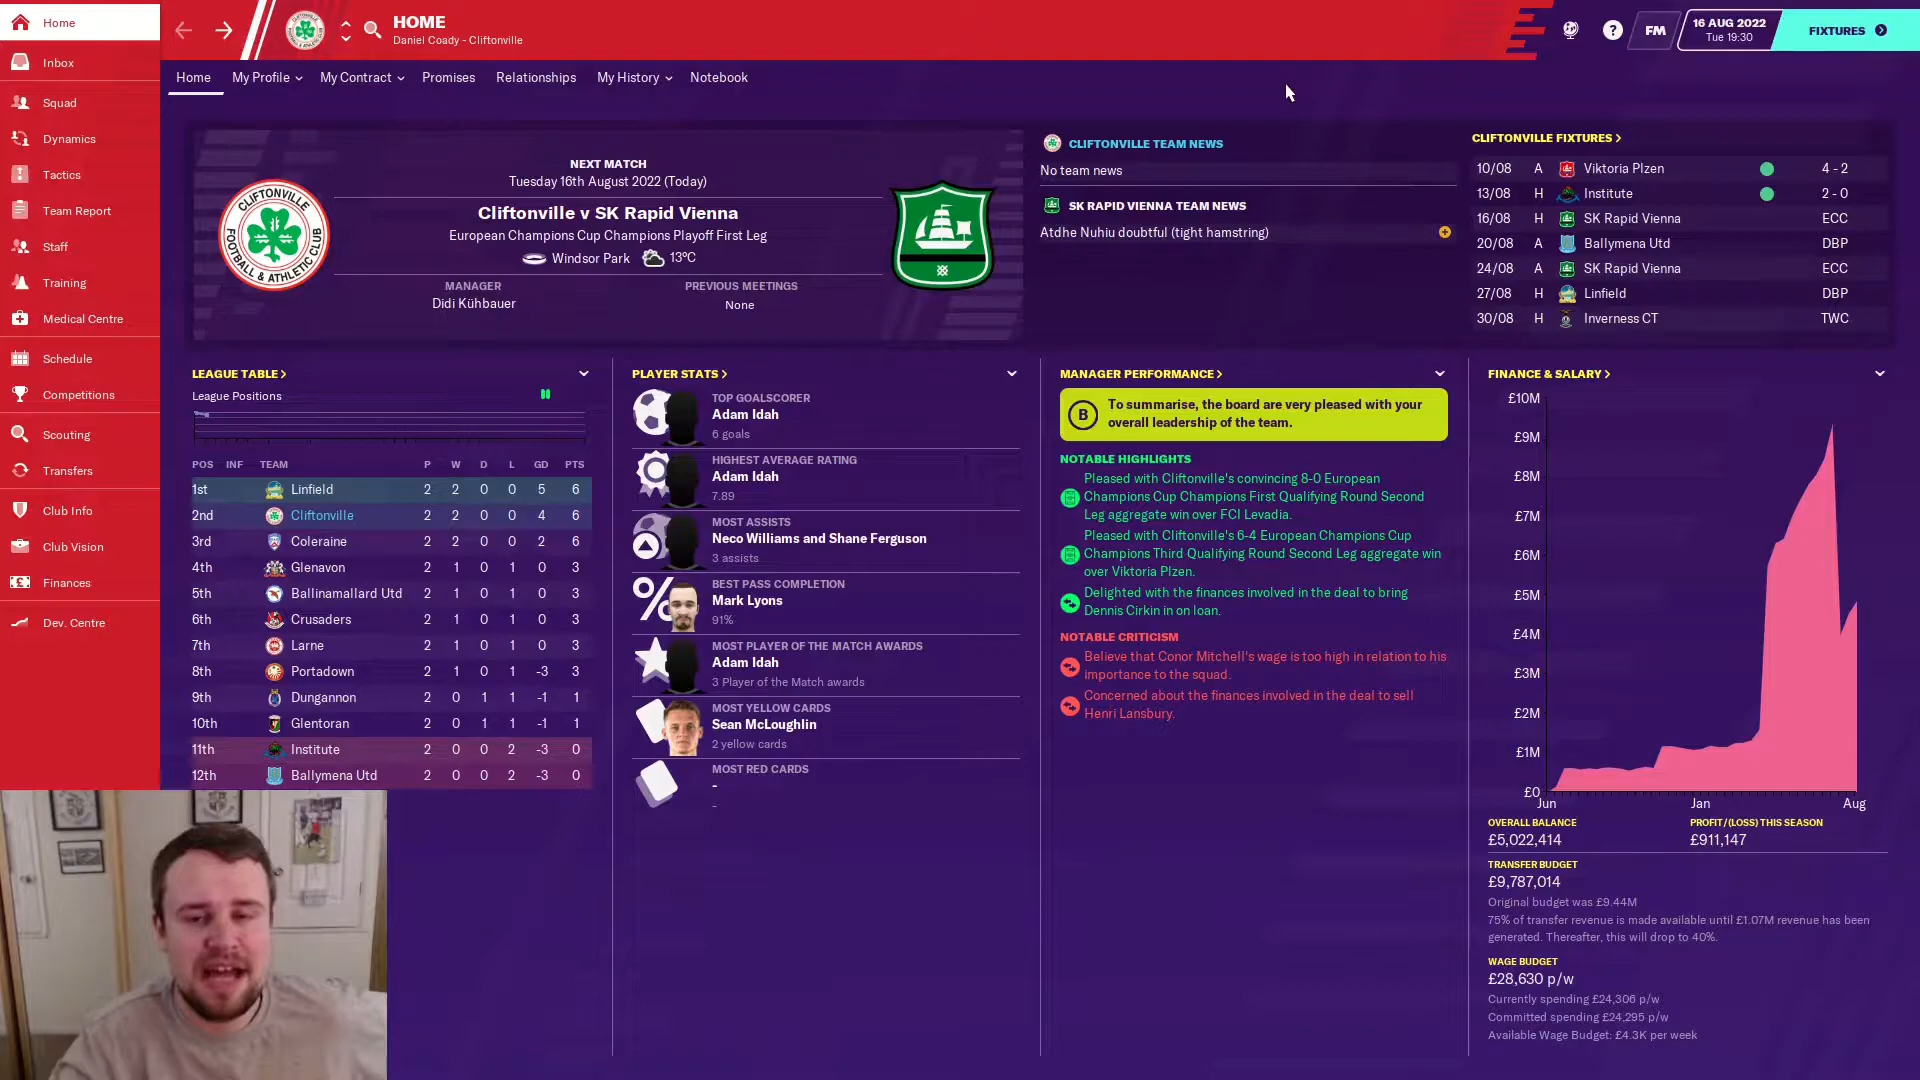 Home
Inbox
Squad
Dynamics
Tactics
Team Report
Staff
Training
Medical Centre
Schedule
Competitions
Scouting
Transfers
Club Info
Club Vision
Finances
Dev. Centre
HOME
Daniel Coady - Cliftonville
FM
16 AUG 2022
Tue 19:30
FIXTURES
Home My Profile My Contract Promises Relationships My History Notebook
CLIFTONVILLE
FOOTBALL & ATHLETIC CLUB
NEXT MATCH
Tuesday 16th August 2022 (Today)
Cliftonville v SK Rapid Vienna
European Champions Cup Champions Playoff First Leg
Windsor Park 13°C
MANAGER
Didi Kühbauer
PREVIOUS MEETINGS
None
CLIFTONVILLE TEAM NEWS
No team news
SK RAPID VIENNA TEAM NEWS
Atdhe Nuhiu doubtful (tight hamstring)
CLIFTONVILLE FIXTURES >
10/08 A Viktoria Plzen 4 - 2
13/08 H Institute 2 - 0
16/08 H SK Rapid Vienna ECC
20/08 A Ballymena Utd DBP
24/08 A SK Rapid Vienna ECC
27/08 H Linfield DBP
30/08 H Inverness CT TWC
LEAGUE TABLE >
League Positions
POS INF TEAM P W D L GD PTS
1st Linfield 2 2 0 0 5 6
2nd Cliftonville 2 2 0 0 4 6
3rd Coleraine 2 2 0 0 2 6
4th Glenavon 2 1 0 1 0 3
5th Ballinamallard Utd 2 1 0 1 0 3
6th Crusaders 2 1 0 1 0 3
7th Larne 2 1 0 1 0 3
8th Portadown 2 1 0 1 -3 3
9th Dungannon 2 0 1 1 -1 1
10th Glentoran 2 0 1 1 -1 1
11th Institute 2 0 0 2 -3 0
12th Ballymena Utd 2 0 0 2 -3 0
PLAYER STATS >
TOP GOALSCORER
Adam Idah
6 goals
HIGHEST AVERAGE RATING
Adam Idah
7.89
MOST ASSISTS
Neco Williams and Shane Ferguson
3 assists
BEST PASS COMPLETION
Mark Lyons
91%
MOST PLAYER OF THE MATCH AWARDS
Adam Idah
3 Player of the Match awards
MOST YELLOW CARDS
Sean McLoughlin
2 yellow cards
MOST RED CARDS
-
-
MANAGER PERFORMANCE >
B
To summarise, the board are very pleased with your
overall leadership of the team.
NOTABLE HIGHLIGHTS
Pleased with Cliftonville's convincing 8-0 European
Champions Cup Champions First Qualifying Round Second
Leg aggregate win over FCI Levadia.
Pleased with Cliftonville's 6-4 European Champions Cup
Champions Third Qualifying Round Second Leg aggregate win
over Viktoria Plzen.
Delighted with the finances involved in the deal to bring
Dennis Cirkin in on loan.
NOTABLE CRITICISM
Believe that Conor Mitchell's wage is too high in relation to his
importance to the squad.
Concerned about the finances involved in the deal to sell
Henri Lansbury.
FINANCE & SALARY >
£10M
£9M
£8M
£7M
£6M
£5M
£4M
£3M
£2M
£1M
£0
Jun Jan Aug
OVERALL BALANCE
£5,022,414
PROFIT/(LOSS) THIS SEASON
£911,147
TRANSFER BUDGET
£9,787,014
Original budget was £9.44M
75% of transfer revenue is made available until £1.07M revenue has been
generated. Thereafter, this will drop to 40%.
WAGE BUDGET
£28,630 p/w
Currently spending £24,306 p/w
Committed spending £24,295 p/w
Available Wage Budget: £4.3K per week